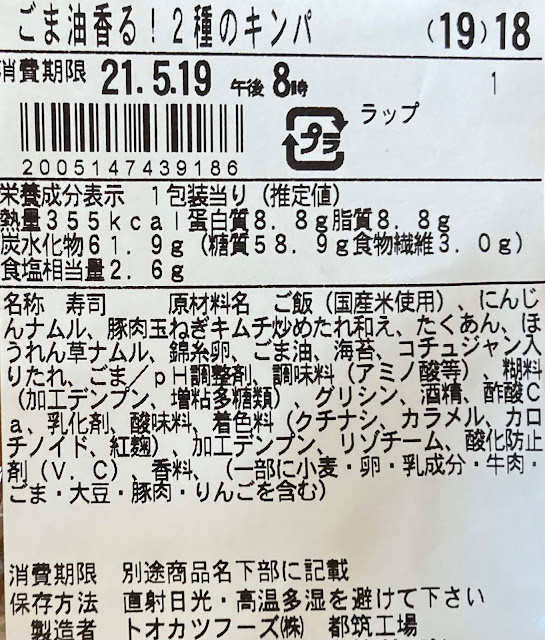 ごま油香る！２種のキンパ (19)18
消費期限 21.5.19 午後8時 1
プラ ラップ
2005147439186
栄養成分表示　１包装当り（推定値）
熱量３５５ｋｃａｌ蛋白質８．８ｇ脂質８．８ｇ
炭水化物６１．９ｇ（糖質５８．９ｇ食物繊維３．０ｇ）
食塩相当量２．６ｇ
名称　寿司　　原材料名　ご飯（国産米使用）、にんじ
んナムル、豚肉玉ねぎキムチ炒めたれ和え、たくあん、ほ
うれん草ナムル、錦糸卵、ごま油、海苔、コチュジャン入
りたれ、ごま／ｐＨ調整剤、調味料（アミノ酸等）、糊料
（加工デンプン、増粘多糖類）、グリシン、酒精、酢酸Ｃ
ａ、乳化剤、酸味料、着色料（クチナシ、カラメル、カロ
チノイド、紅麹）、加工デンプン、リゾチーム、酸化防止
剤（Ｖ．Ｃ）、香料、（一部に小麦・卵・乳成分・牛肉・
ごま・大豆・豚肉・りんごを含む）
消費期限　別途商品名下部に記載
保存方法　直射日光・高温多湿を避けて下さい
製造者　トオカツフーズ㈱　都筑工場